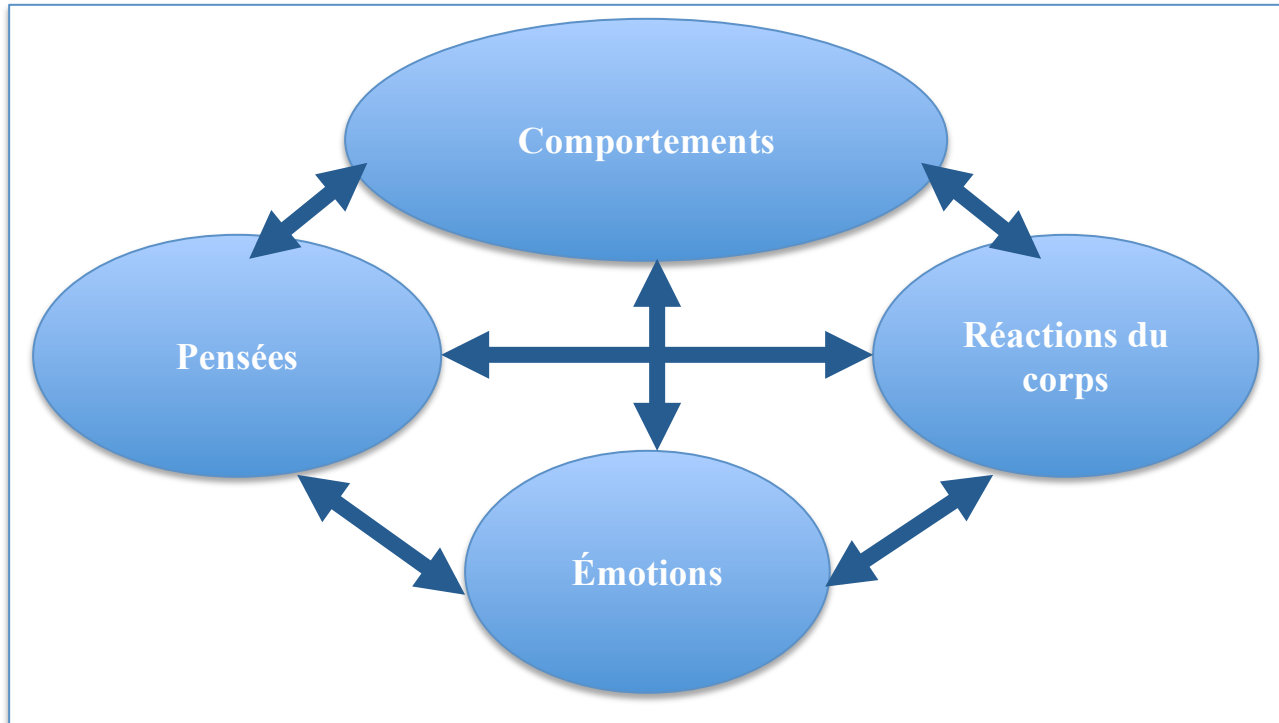 Comportements
Pensées
Réactions du
corps
Émotions